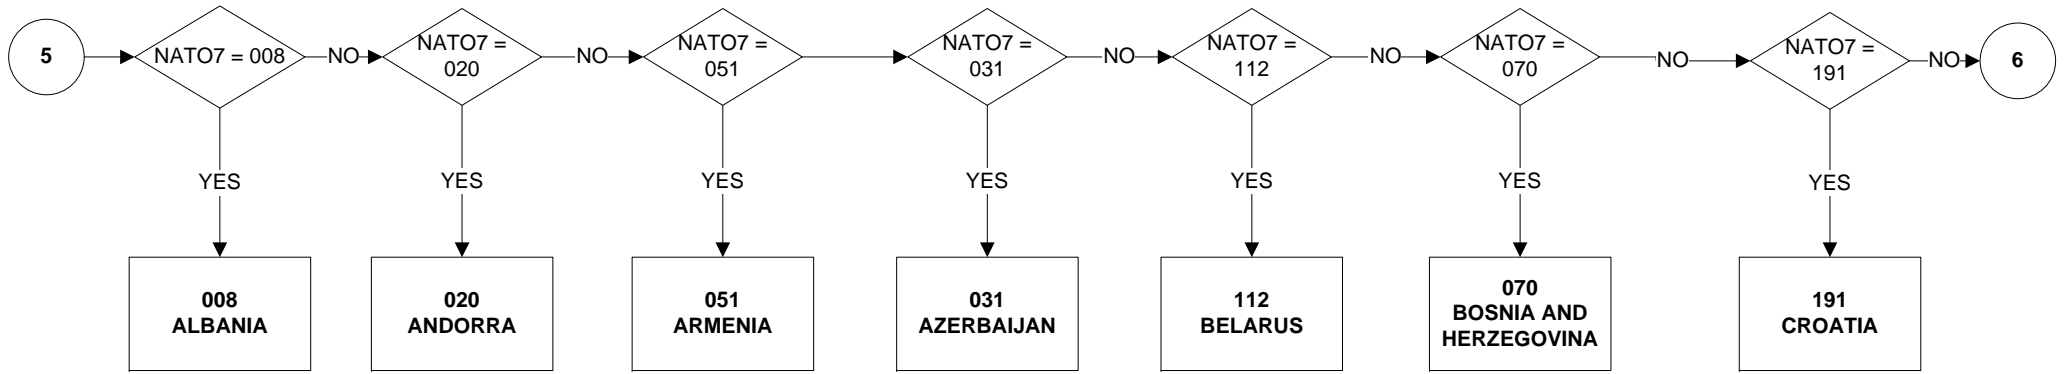 5
NATO7 = 008
NO
NATO7 =
020
NO
NATO7 =
051
NATO7 =
031
NO
NATO7 =
112
NO
NATO7 =
070
NO
NATO7 =
191
NO
6
YES
YES
YES
YES
YES
YES
YES
008
ALBANIA
020
ANDORRA
051
ARMENIA
031
AZERBAIJAN
112
BELARUS
070
BOSNIA AND
HERZEGOVINA
191
CROATIA